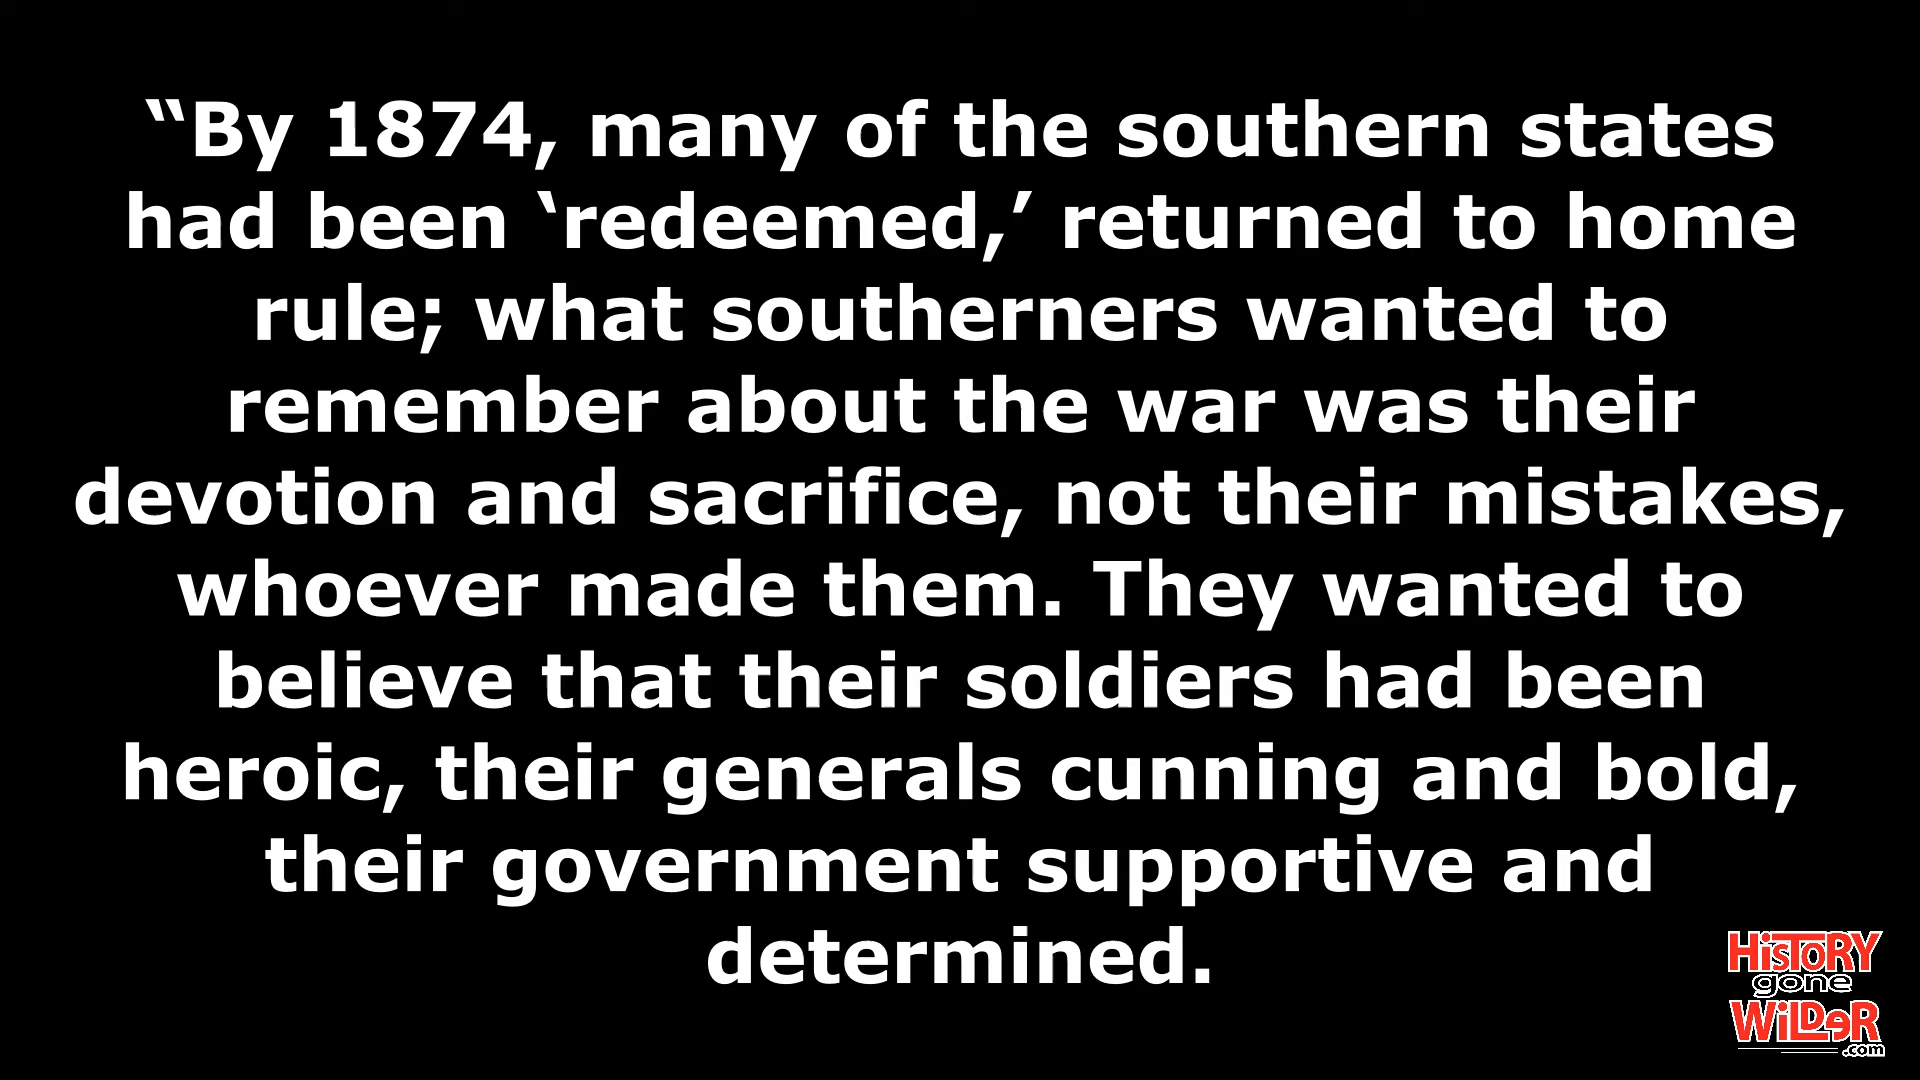 “By 1874, many of the southern states
had been ‘redeemed,’ returned to home
rule; what southerners wanted to
remember about the war was their
devotion and sacrifice, not their mistakes,
whoever made them. They wanted to
believe that their soldiers had been
heroic, their generals cunning and bold,
their government supportive and
determined.
HiSTORY
gone
WiLDeR
.com